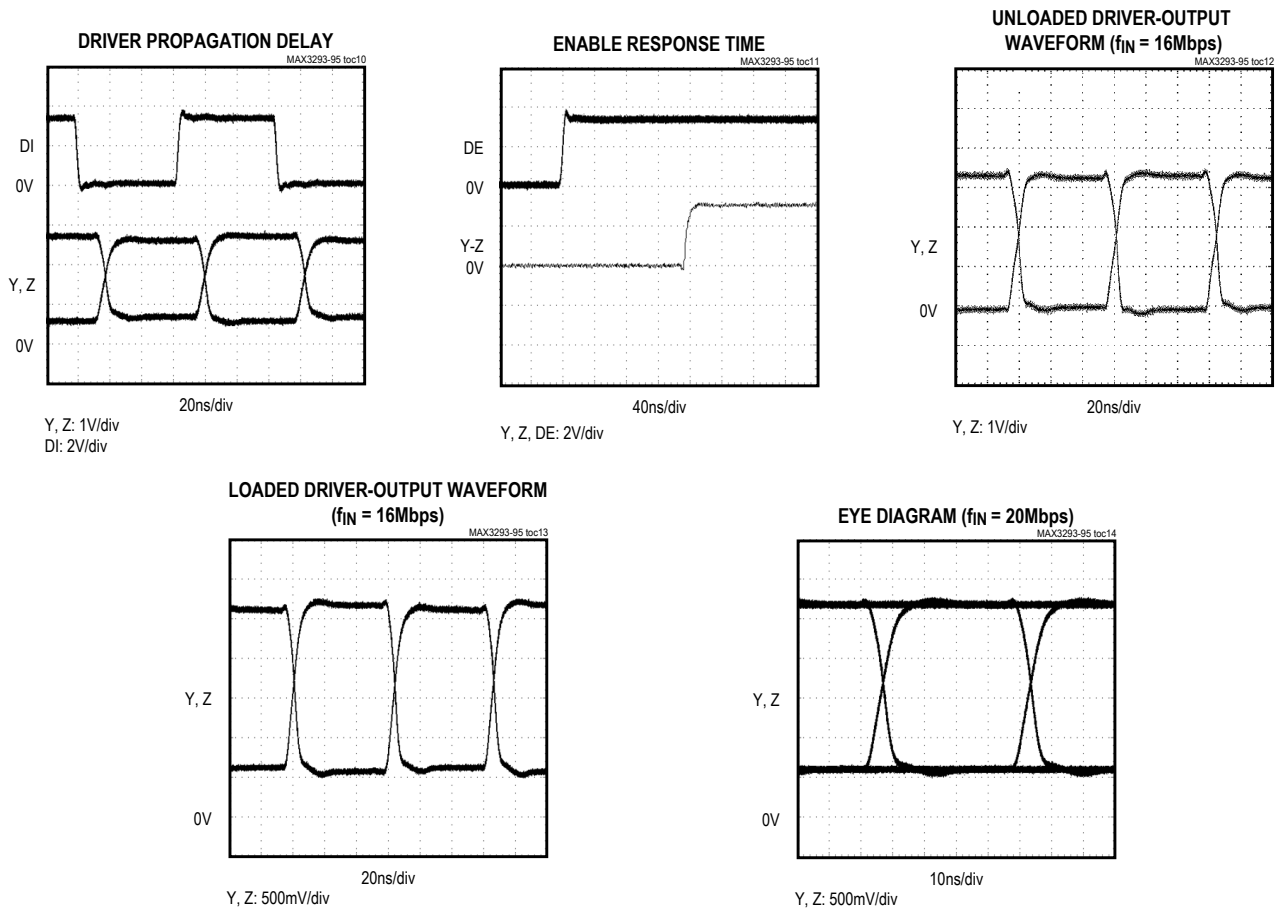 DRIVER PROPAGATION DELAY
MAX3293-95 toc10
DI
0V
Y, Z
0V
20ns/div
Y, Z: 1V/div
DI: 2V/div
ENABLE RESPONSE TIME
MAX3293-95 toc11
DE
0V
Y-Z
0V
40ns/div
Y, Z, DE: 2V/div
UNLOADED DRIVER-OUTPUT
WAVEFORM (fIN = 16Mbps)
MAX3293-95 toc12
Y, Z
0V
20ns/div
Y, Z: 1V/div
LOADED DRIVER-OUTPUT WAVEFORM
(fIN = 16Mbps)
MAX3293-95 toc13
Y, Z
0V
20ns/div
Y, Z: 500mV/div
EYE DIAGRAM (fIN = 20Mbps)
MAX3293-95 toc14
Y, Z
0V
10ns/div
Y, Z: 500mV/div